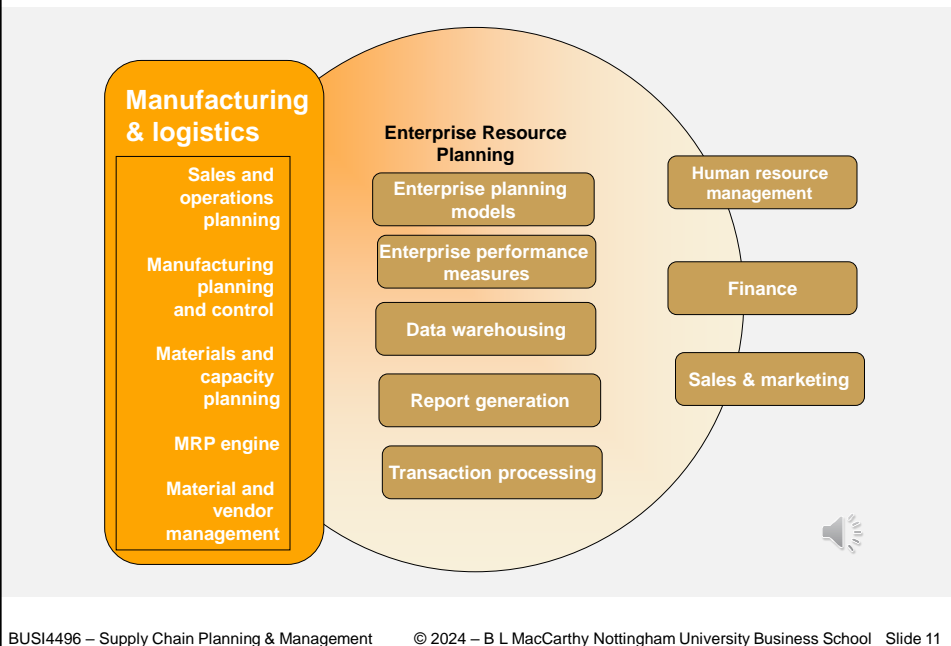 Manufacturing
& logistics
Sales and
operations
planning
Manufacturing
planning
and control
Materials and
capacity
planning
MRP engine
Material and
vendor
management
Enterprise Resource
Planning
Enterprise planning
models
Enterprise performance
measures
Data warehousing
Report generation
Transaction processing
Human resource
management
Finance
Sales & marketing
BUSI4496 – Supply Chain Planning & Management
© 2024 – B L MacCarthy Nottingham University Business School Slide 11